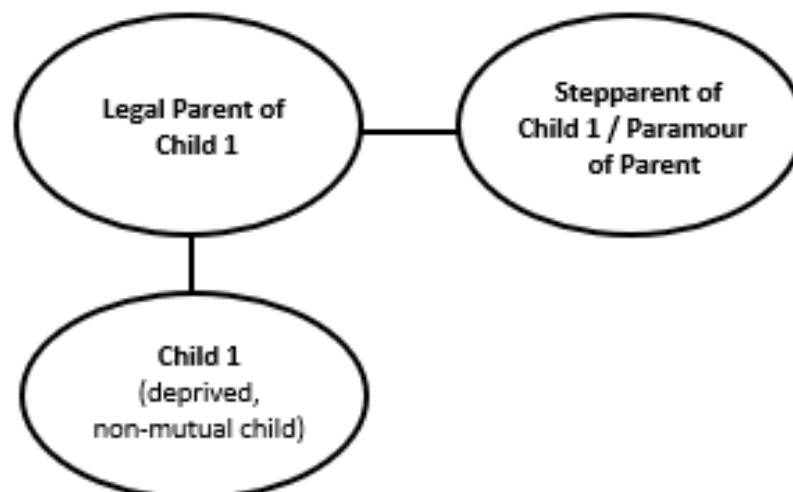 Legal Parent of
Child 1
Stepparent of
Child 1 / Paramour
of Parent
Child 1
(deprived,
non-mutual child)